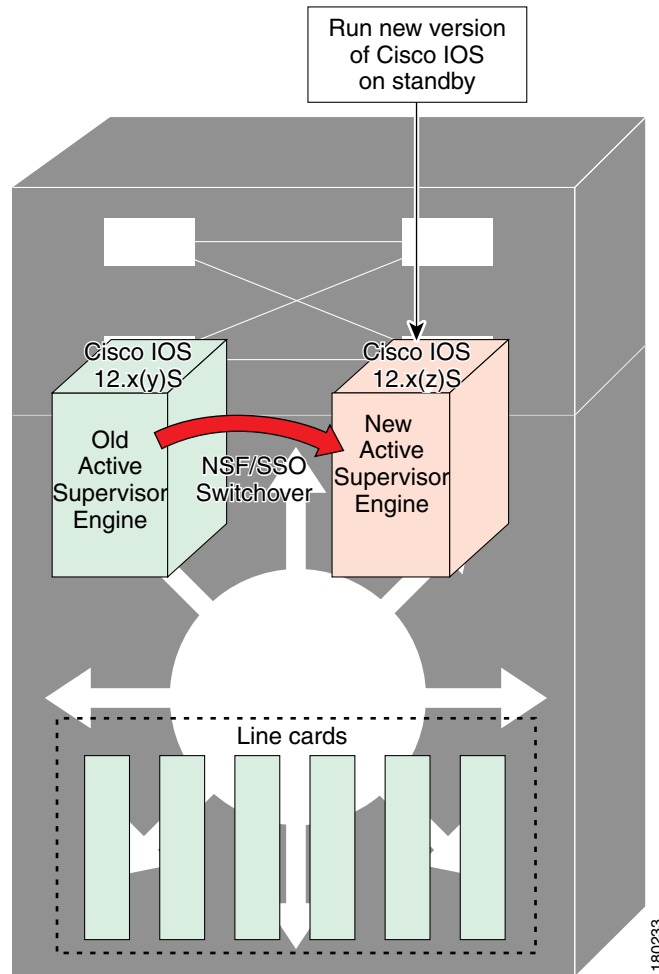 Run new version
of Cisco IOS
on standby
Cisco IOS
12.x(y)S
Cisco IOS
12.x(z)S
Old
Active
Supervisor
Engine
NSF/SSO
Switchover
New
Active
Supervisor
Engine
Line cards
180233